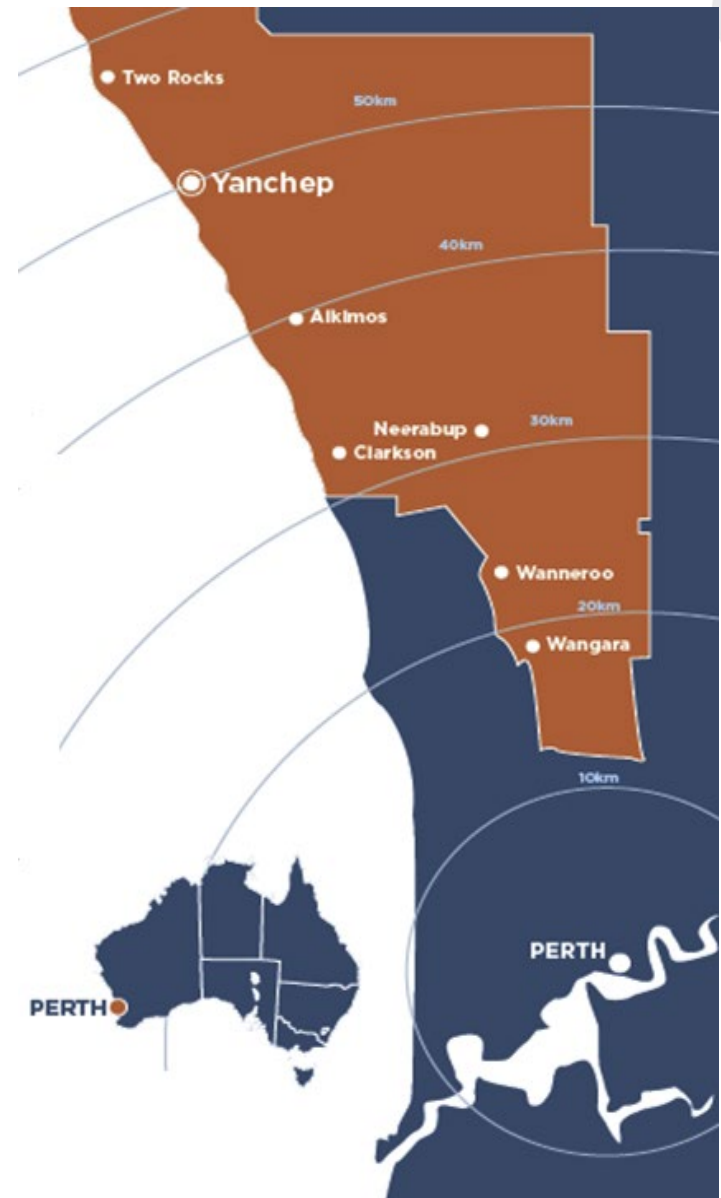 Two Rocks
50km
Yanchep
40km
Alkimos
30km
Neerabup
Clarkson
Wanneroo
20km
Wangara
10km
PERTH
PERTH